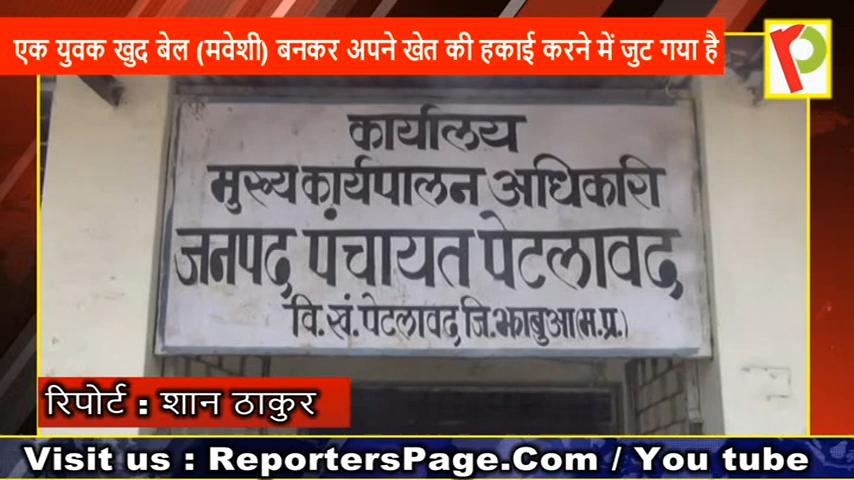 एक युवक खुद बेल (मवेशी) बनकर अपने खेत की हकाई करने में जुट गया है
कार्यालय
मुख्य कार्यपालन अधिकारी
जनपद पंचायत पेटलावद
वि.खं.पेटलावद,जि.झाबुआ(म.प्र.)
रिपोर्ट : शान ठाकुर
Visit us : ReportersPage.Com / You tube